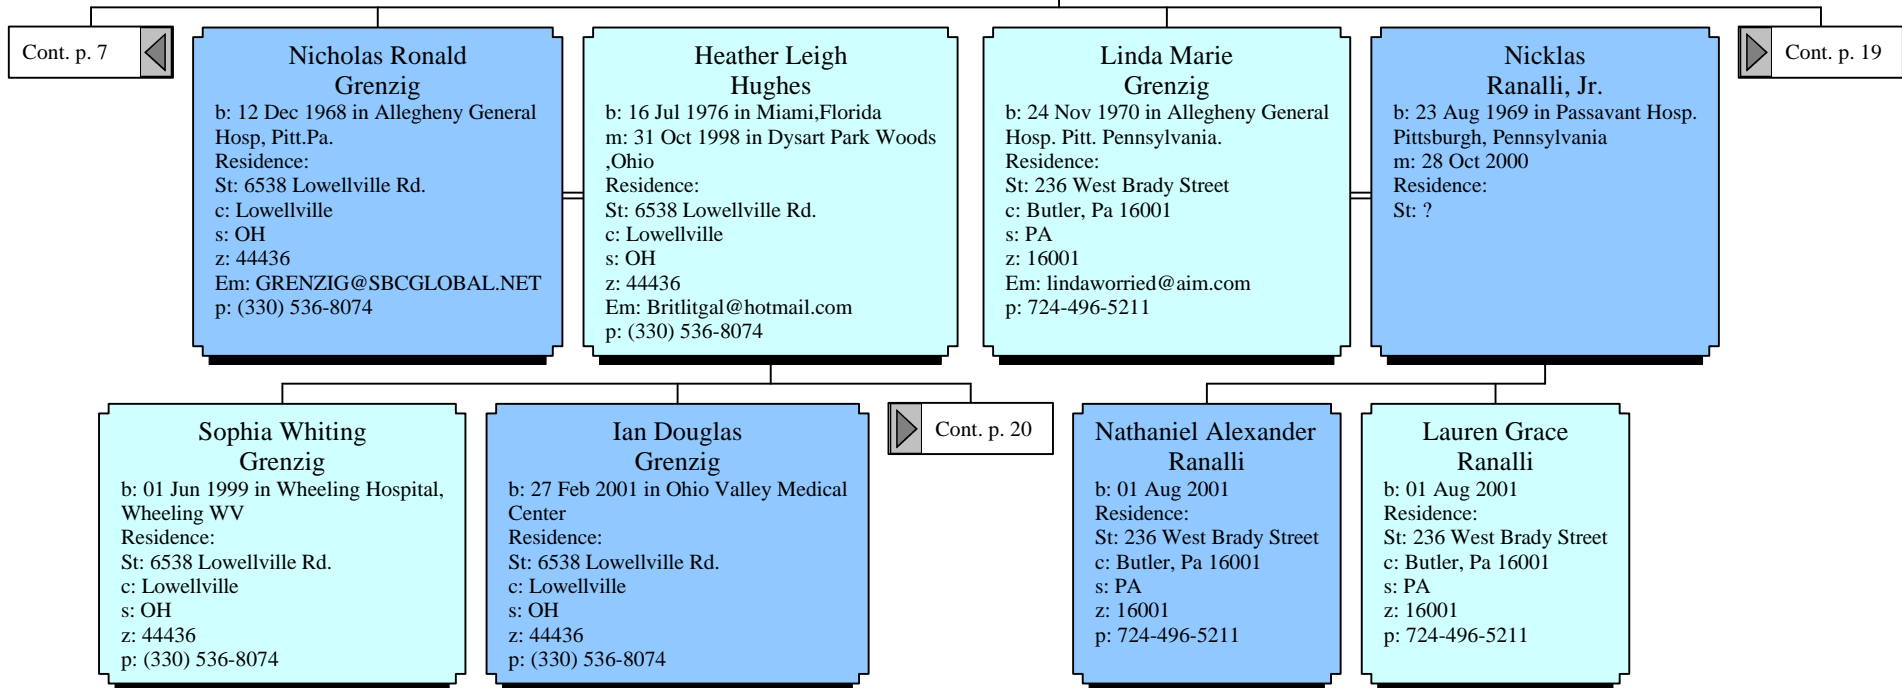 Cont. p. 7
Nicholas Ronald
Grenzig
b: 12 Dec 1968 in Allegheny General
Hosp, Pitt.Pa.
Residence:
St: 6538 Lowellville Rd.
c: Lowellville
s: OH
z: 44436
Em: GRENZIG@SBCGLOBAL.NET
p: (330) 536-8074
Heather Leigh
Hughes
b: 16 Jul 1976 in Miami,Florida
m: 31 Oct 1998 in Dysart Park Woods
,Ohio
Residence:
St: 6538 Lowellville Rd.
c: Lowellville
s: OH
z: 44436
Em: Britlitgal@hotmail.com
p: (330) 536-8074
Linda Marie
Grenzig
b: 24 Nov 1970 in Allegheny General
Hosp. Pitt. Pennsylvania.
Residence:
St: 236 West Brady Street
c: Butler, Pa 16001
s: PA
z: 16001
Em: lindaworried@aim.com
p: 724-496-5211
Nicklas
Ranalli, Jr.
b: 23 Aug 1969 in Passavant Hosp.
Pittsburgh, Pennsylvania
m: 28 Oct 2000
Residence:
St: ?
Cont. p. 19
Sophia Whiting
Grenzig
b: 01 Jun 1999 in Wheeling Hospital,
Wheeling WV
Residence:
St: 6538 Lowellville Rd.
c: Lowellville
s: OH
z: 44436
p: (330) 536-8074
Ian Douglas
Grenzig
b: 27 Feb 2001 in Ohio Valley Medical
Center
Residence:
St: 6538 Lowellville Rd.
c: Lowellville
s: OH
z: 44436
p: (330) 536-8074
Cont. p. 20
Nathaniel Alexander
Ranalli
b: 01 Aug 2001
Residence:
St: 236 West Brady Street
c: Butler, Pa 16001
s: PA
z: 16001
p: 724-496-5211
Lauren Grace
Ranalli
b: 01 Aug 2001
Residence:
St: 236 West Brady Street
c: Butler, Pa 16001
s: PA
z: 16001
p: 724-496-5211